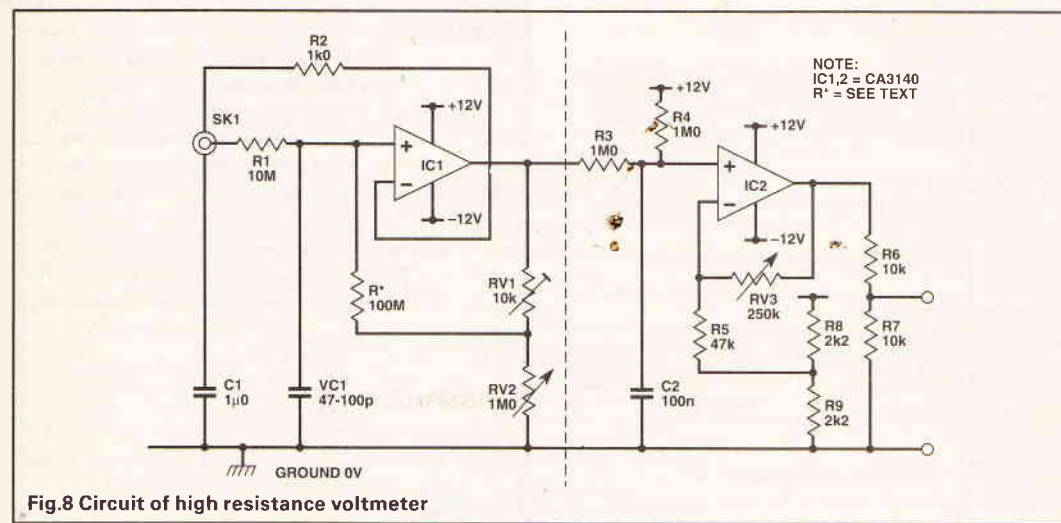 R2
1k0
SK1
R1
10M
+12V
+
IC1
−
−12V
R*
100M
RV1
10k
RV2
1M0
C1
1µ0
VC1
47-100p
GROUND 0V
R3
1M0
+12V
R4
1M0
+12V
+
IC2
−
−12V
RV3
250k
R5
47k
C2
100n
R8
2k2
R9
2k2
R6
10k
R7
10k
NOTE:
IC1,2 = CA3140
R* = SEE TEXT
Fig.8 Circuit of high resistance voltmeter